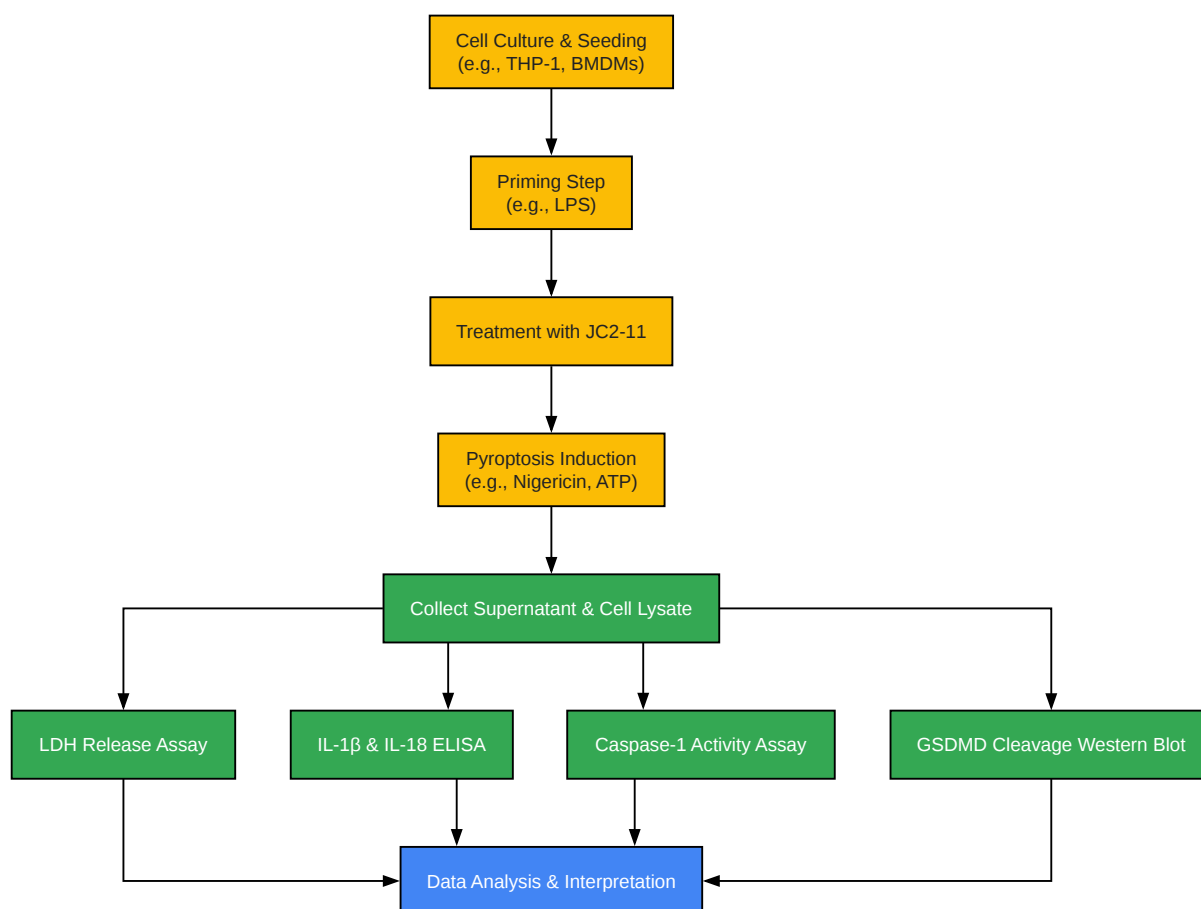 Cell Culture & Seeding
(e.g., THP-1, BMDMs)
Priming Step
(e.g., LPS)
Treatment with JC2-11
Pyroptosis Induction
(e.g., Nigericin, ATP)
Collect Supernatant & Cell Lysate
LDH Release Assay
IL-1β & IL-18 ELISA
Caspase-1 Activity Assay
GSDMD Cleavage Western Blot
Data Analysis & Interpretation